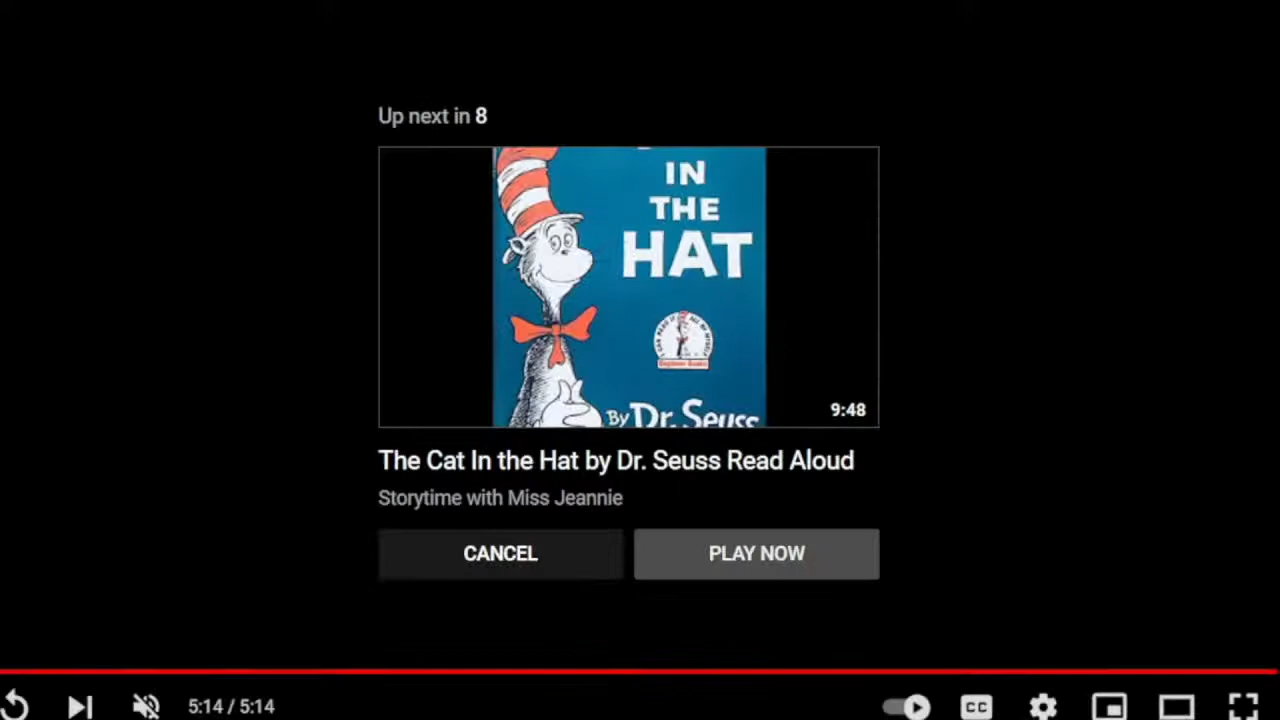 Up next in 8
IN
THE
HAT
By Dr. Seuss
9:48
The Cat In the Hat by Dr. Seuss Read Aloud
Storytime with Miss Jeannie
CANCEL
PLAY NOW
5:14 / 5:14
CC